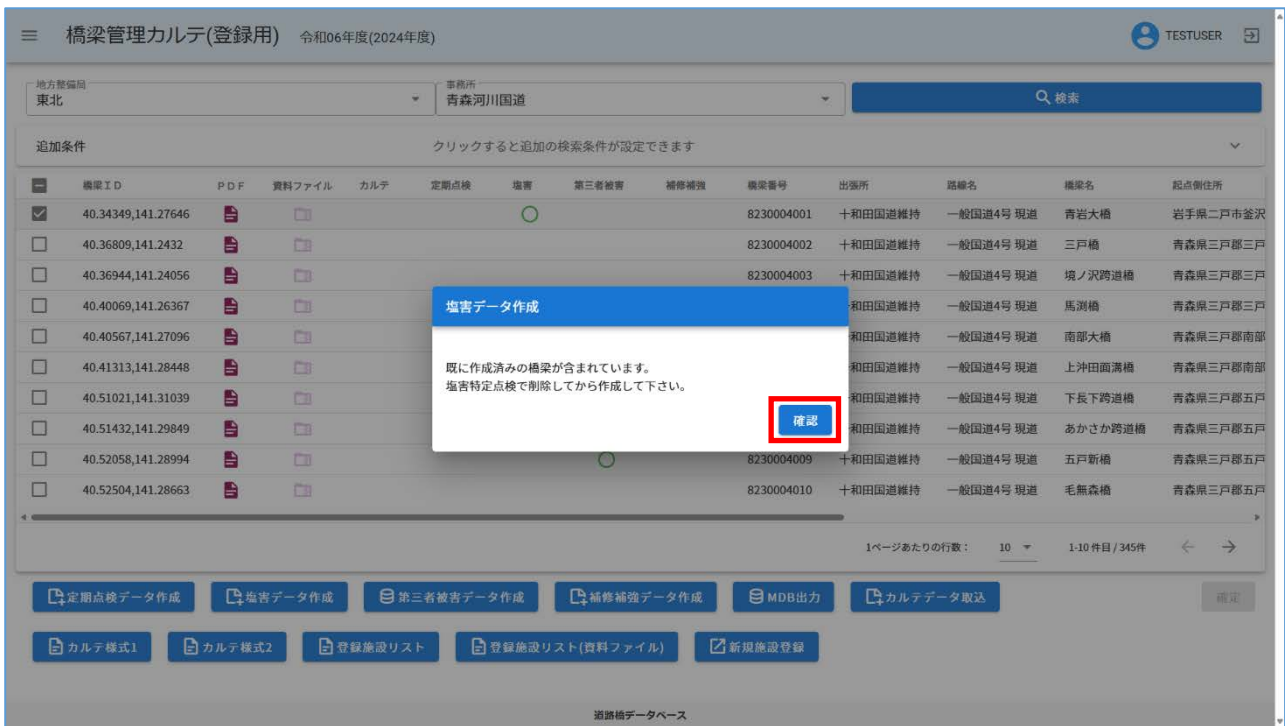 橋梁管理カルテ(登録用) 令和06年度(2024年度) TESTUSER
地方整備局 事務所
東北 青森河川国道 検索
追加条件 クリックすると追加の検索条件が設定できます
橋梁ID PDF 資料ファイル カルテ 定期点検 塩害 第三者被害 補修補強 橋梁番号 出張所 路線名 橋梁名 起点側住所
40.34349,141.27646 8230004001 十和田国道維持 一般国道4号 現道 青岩大橋 岩手県二戸市釜沢
40.36809,141.2432 8230004002 十和田国道維持 一般国道4号 現道 三戸橋 青森県三戸郡三戸
40.36944,141.24056 8230004003 十和田国道維持 一般国道4号 現道 境ノ沢跨道橋 青森県三戸郡三戸
40.40069,141.26367 和田国道維持 一般国道4号 現道 馬渕橋 青森県三戸郡三戸
40.40567,141.27096 和田国道維持 一般国道4号 現道 南部大橋 青森県三戸郡南部
40.41313,141.28448 和田国道維持 一般国道4号 現道 上沖田面溝橋 青森県三戸郡南部
40.51021,141.31039 和田国道維持 一般国道4号 現道 下長下跨道橋 青森県三戸郡五戸
40.51432,141.29849 和田国道維持 一般国道4号 現道 あかさか跨道橋 青森県三戸郡五戸
40.52058,141.28994 8230004009 十和田国道維持 一般国道4号 現道 五戸新橋 青森県三戸郡五戸
40.52504,141.28663 8230004010 十和田国道維持 一般国道4号 現道 毛無森橋 青森県三戸郡五戸
塩害データ作成
既に作成済みの橋梁が含まれています。
塩害特定点検で削除してから作成して下さい。
確認
1ページあたりの行数： 10 1-10 件目 / 345件
定期点検データ作成 塩害データ作成 第三者被害データ作成 補修補強データ作成 MDB出力 カルテデータ取込 確定
カルテ様式1 カルテ様式2 登録施設リスト 登録施設リスト(資料ファイル) 新規施設登録
道路橋データベース